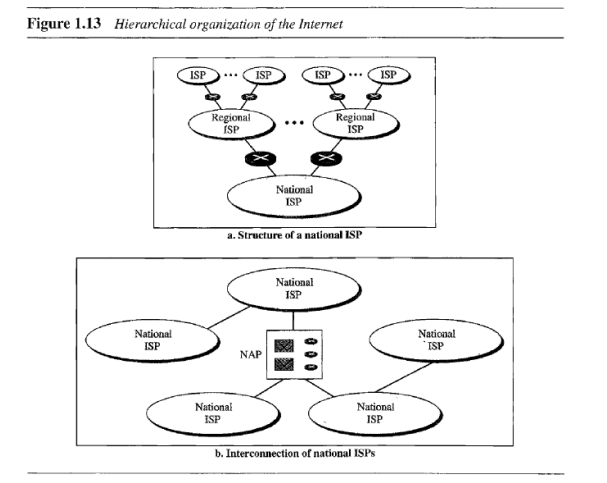 Figure 1.13 Hierarchical organization of the Internet
ISP ••• ISP ISP ••• ISP
Regional ISP ••• Regional ISP
National ISP
a. Structure of a national ISP
National ISP
National ISP
National ISP
NAP
National ISP
National ISP
b. Interconnection of national ISPs